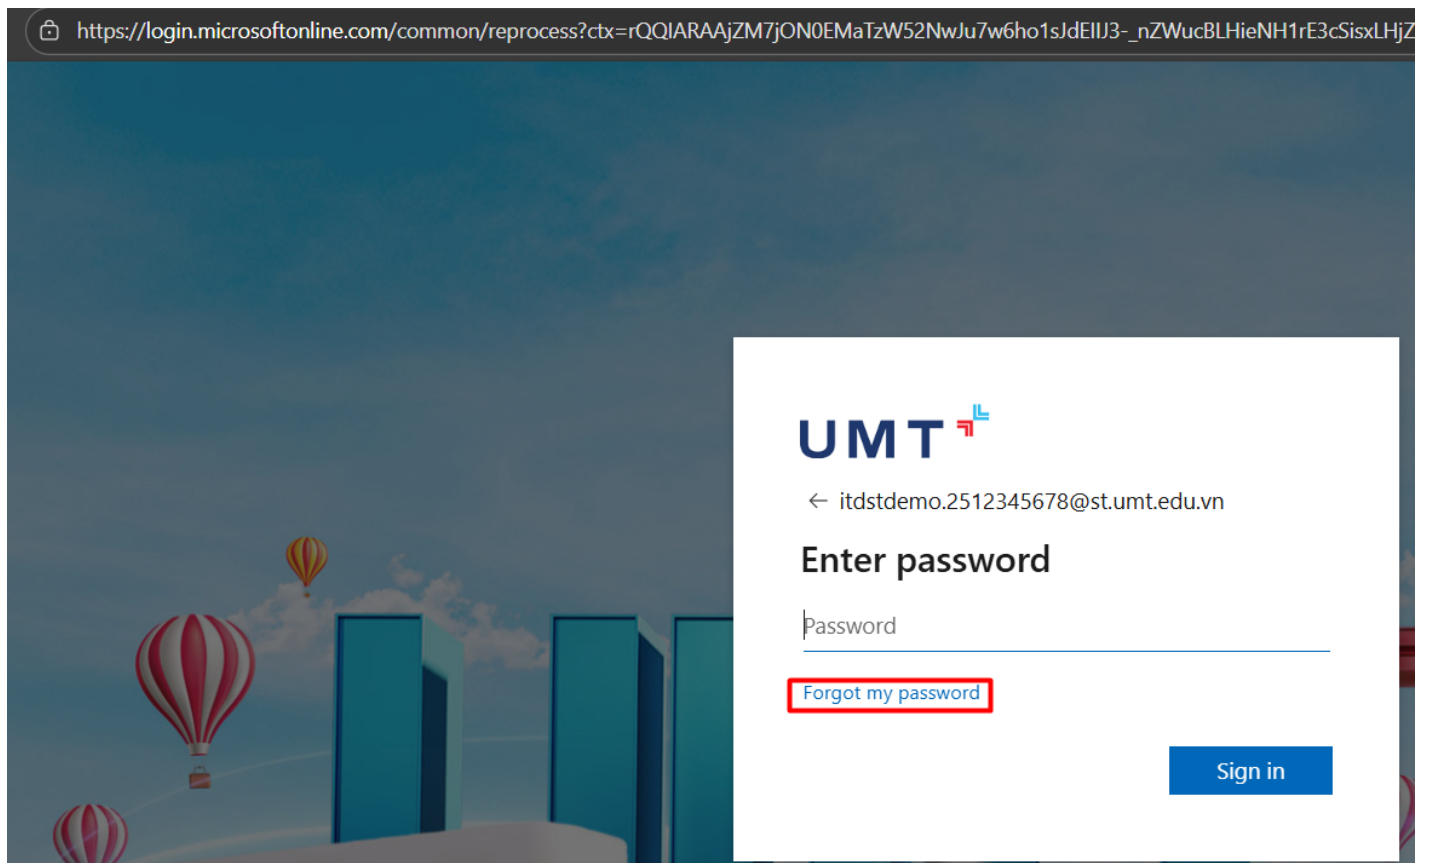 https://login.microsoftonline.com/common/reprocess?ctx=rQQIARAAjZM7jON0EMaTzW52NwJu7w6ho1sJdEIIJ3-_nZWucBLHieNH1rE3cSisxLHjZ
UMT
← itdstdemo.2512345678@st.umt.edu.vn
Enter password
Password
Forgot my password
Sign in